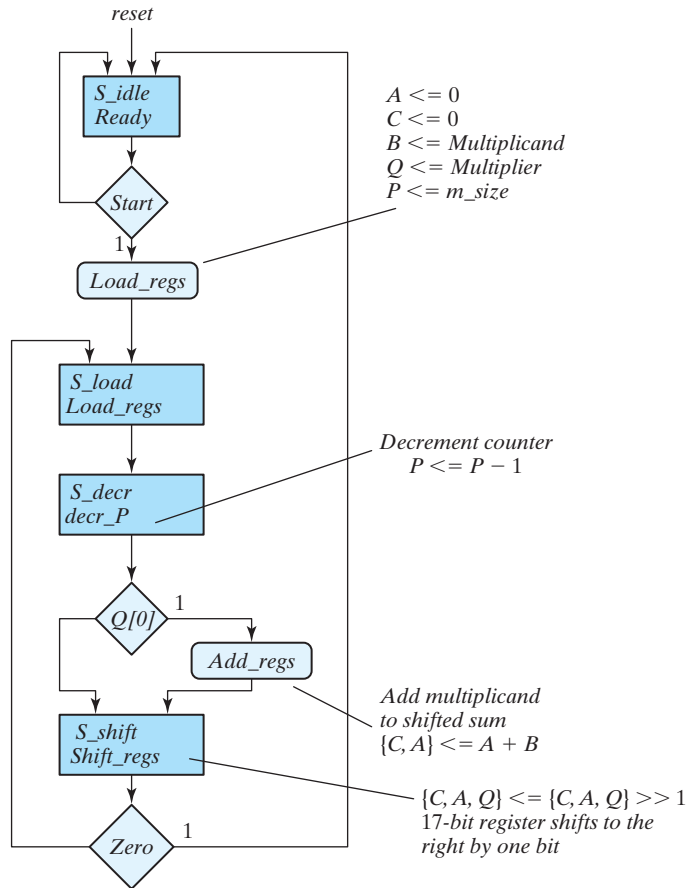 reset
S_idle
Ready
A <= 0
C <= 0
B <= Multiplicand
Q <= Multiplier
P <= m_size
Start
1
Load_regs
S_load
Load_regs
Decrement counter
P <= P − 1
S_decr
decr_P
Q[0]
1
Add_regs
Add multiplicand
to shifted sum
{C, A} <= A + B
S_shift
Shift_regs
{C, A, Q} <= {C, A, Q} >> 1
17-bit register shifts to the
right by one bit
Zero
1